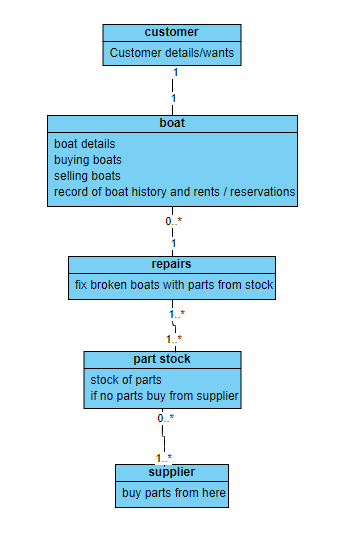 customer
Customer details/wants
1
1
boat
boat details
buying boats
selling boats
record of boat history and rents / reservations
0..*
1
repairs
fix broken boats with parts from stock
1..*
1..*
part stock
stock of parts
if no parts buy from supplier
0..*
1..*
supplier
buy parts from here